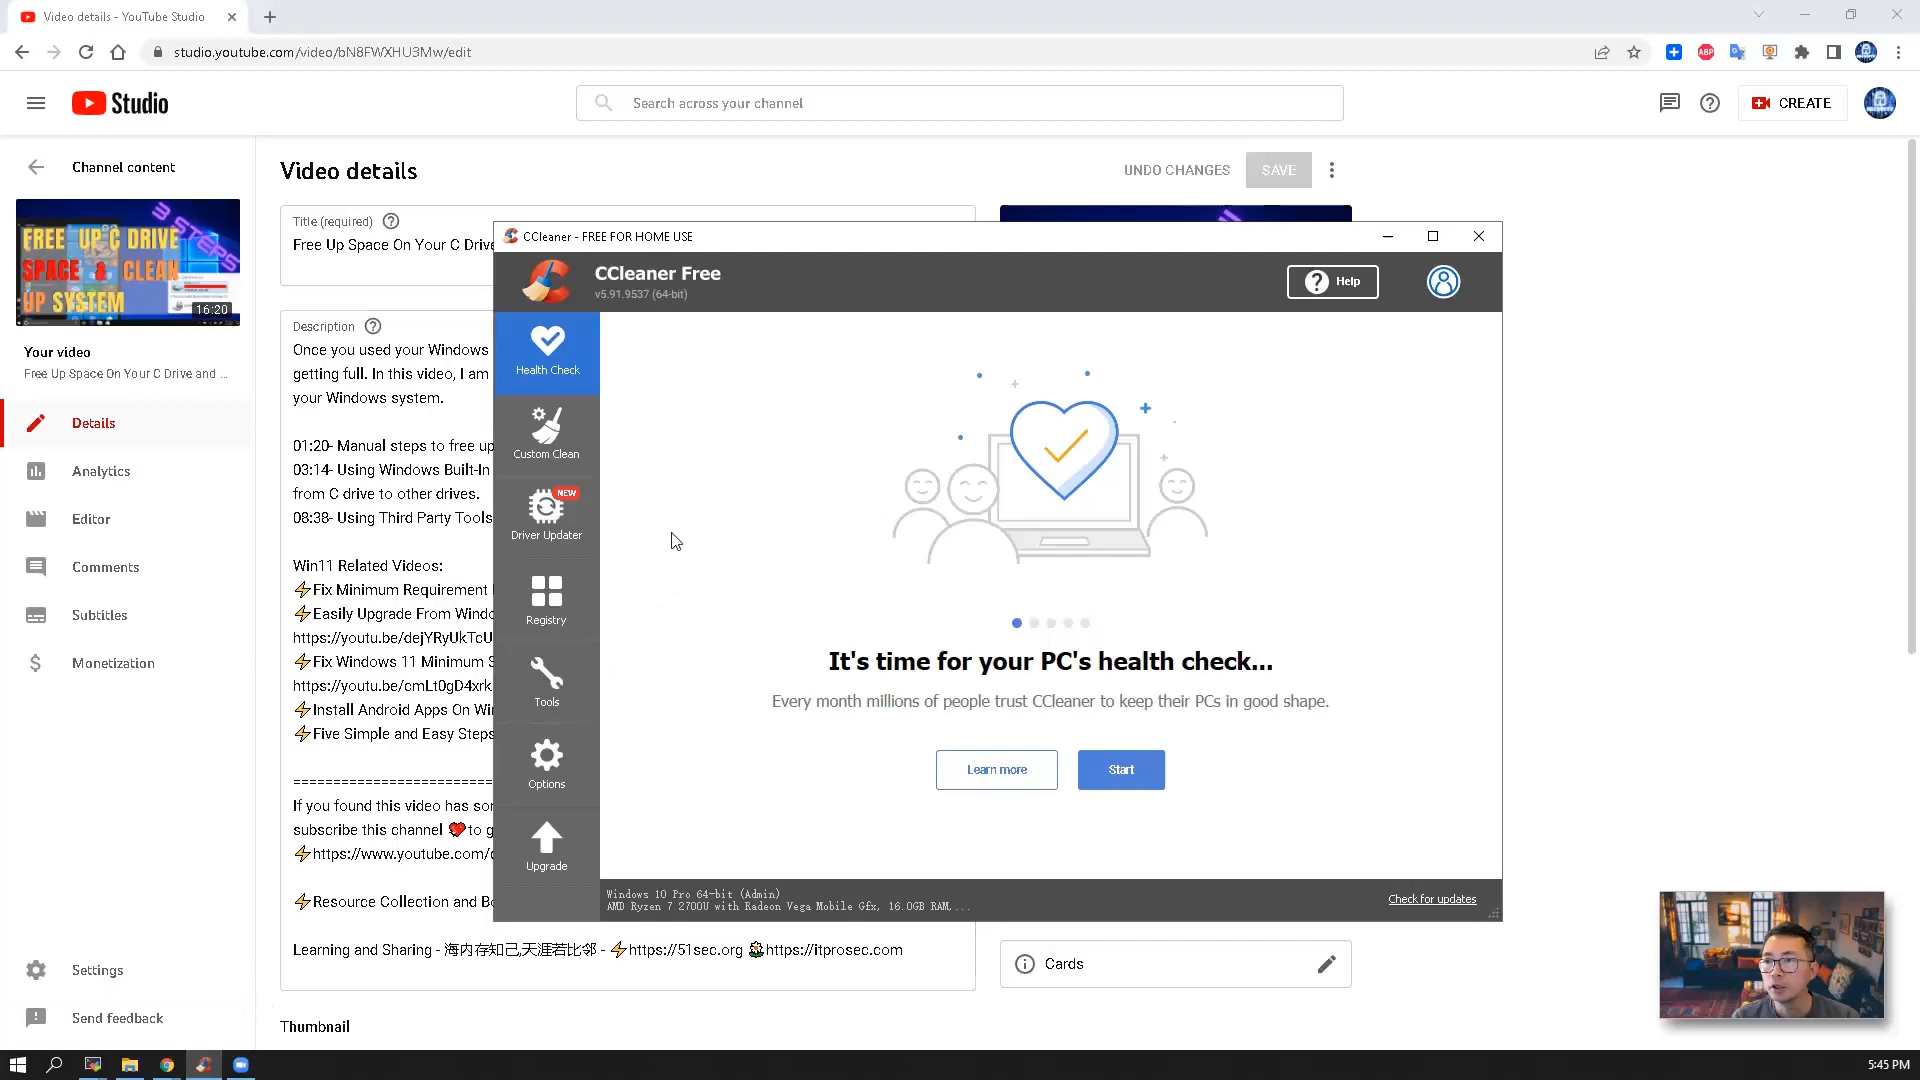 Video details - YouTube Studio
studio.youtube.com/video/bN8FWXHU3Mw/edit
ABP
Studio
Search across your channel
CREATE
Channel content
3 STEPS
FREE UP C DRIVE
SPACE & CLEAN
UP SYSTEM
16:20
Your video
Free Up Space On Your C Drive and ...
Details
Analytics
Editor
Comments
Subtitles
Monetization
Settings
Send feedback
Video details
UNDO CHANGES
SAVE
Title (required)
Free Up Space On Your C Drive
Description
Once you used your Windows
getting full. In this video, I am
your Windows system.
01:20- Manual steps to free up
03:14- Using Windows Built-In
from C drive to other drives.
08:38- Using Third Party Tools
Win11 Related Videos:
⚡Fix Minimum Requirement
⚡Easily Upgrade From Windo
https://youtu.be/dejYRyUkTcU
⚡Fix Windows 11 Minimum S
https://youtu.be/cmLt0gD4xrk
⚡Install Android Apps On Win
⚡Five Simple and Easy Steps
=========================
If you found this video has som
subscribe this channel 💖to g
⚡https://www.youtube.com/c
⚡Resource Collection and Bo
Learning and Sharing - 海内存知己,天涯若比邻 - ⚡https://51sec.org 🌼https://itprosec.com
Thumbnail
CCleaner - FREE FOR HOME USE
CCleaner Free
v5.91.9537 (64-bit)
Help
Health Check
Custom Clean
NEW
Driver Updater
Registry
Tools
Options
Upgrade
It's time for your PC's health check...
Every month millions of people trust CCleaner to keep their PCs in good shape.
Learn more
Start
Windows 10 Pro 64-bit (Admin)
AMD Ryzen 7 2700U with Radeon Vega Mobile Gfx, 16.0GB RAM,...
Check for updates
Cards
5:45 PM